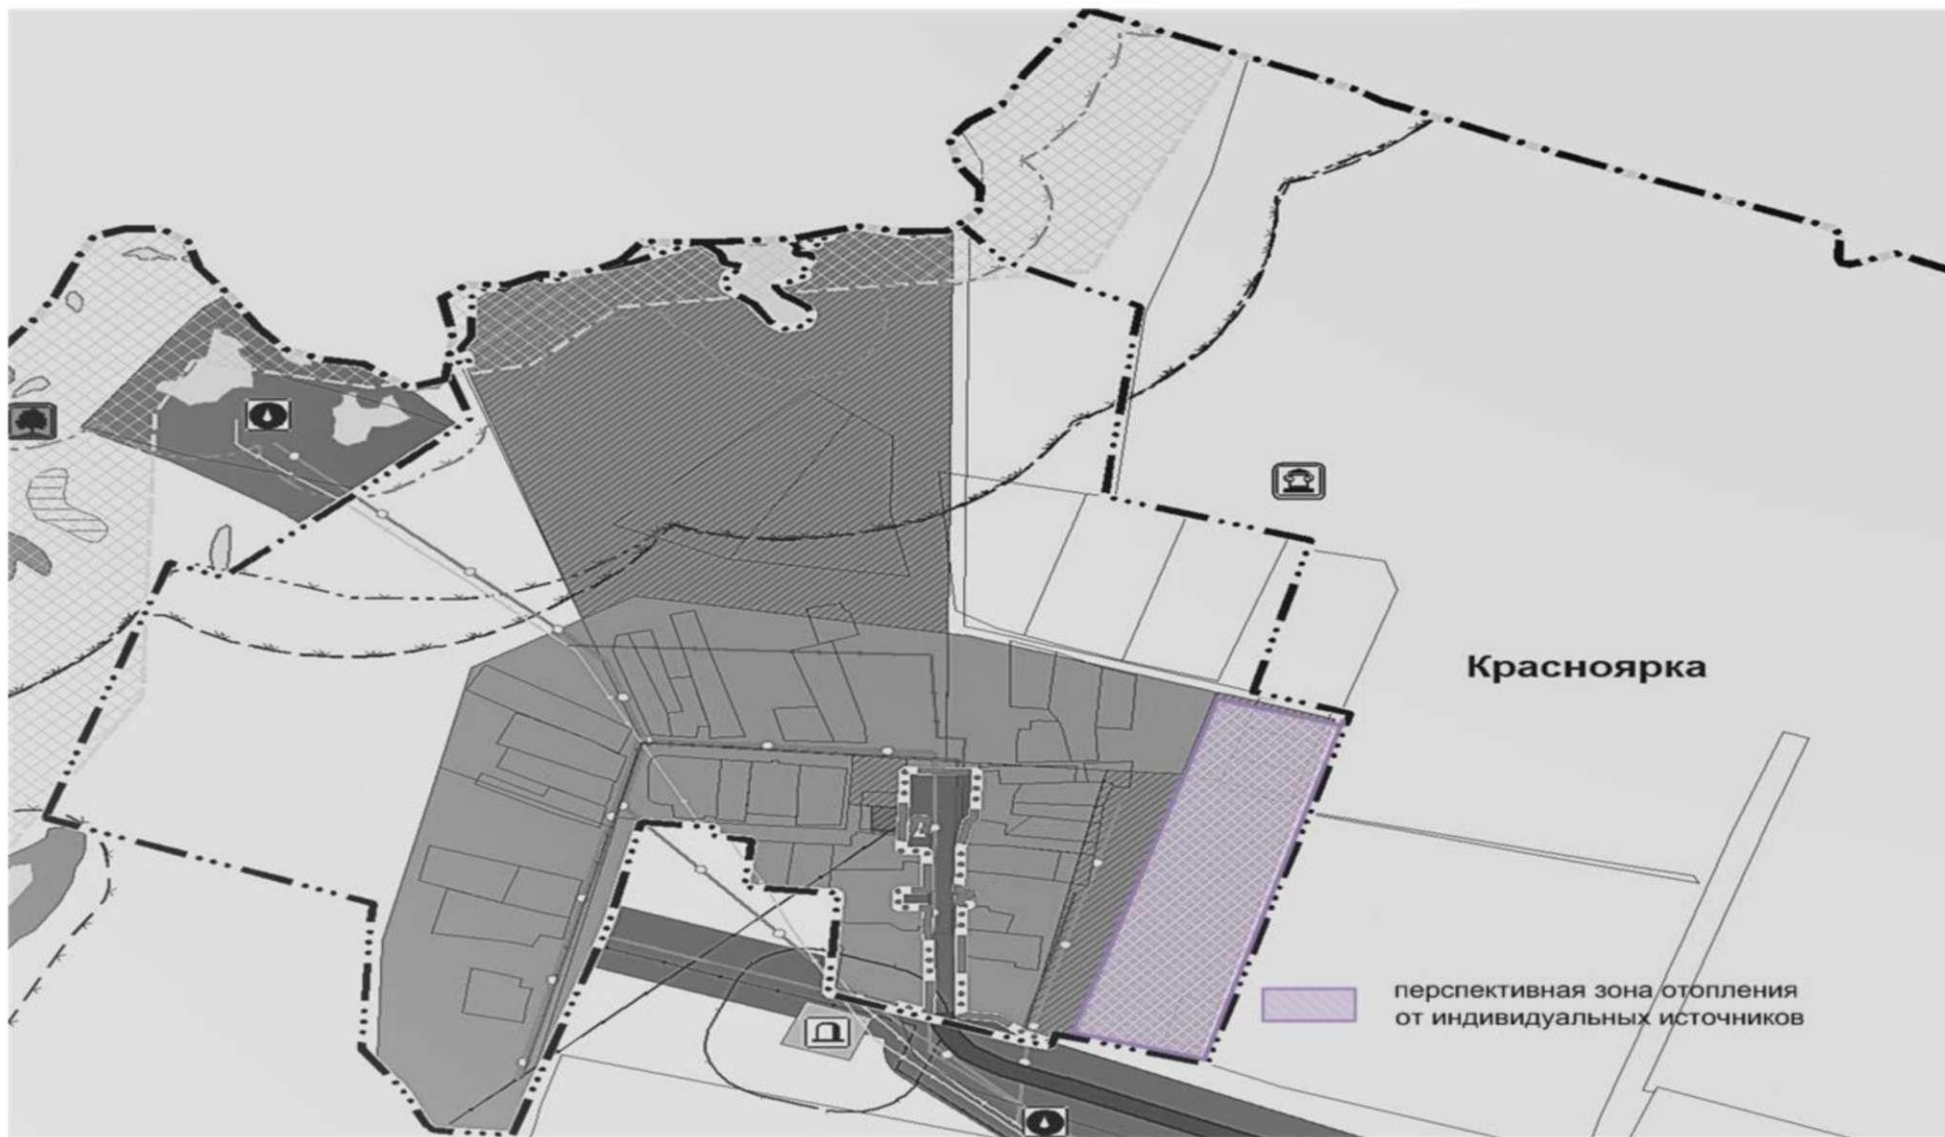 Красноярка
перспективная зона отопления
от индивидуальных источников